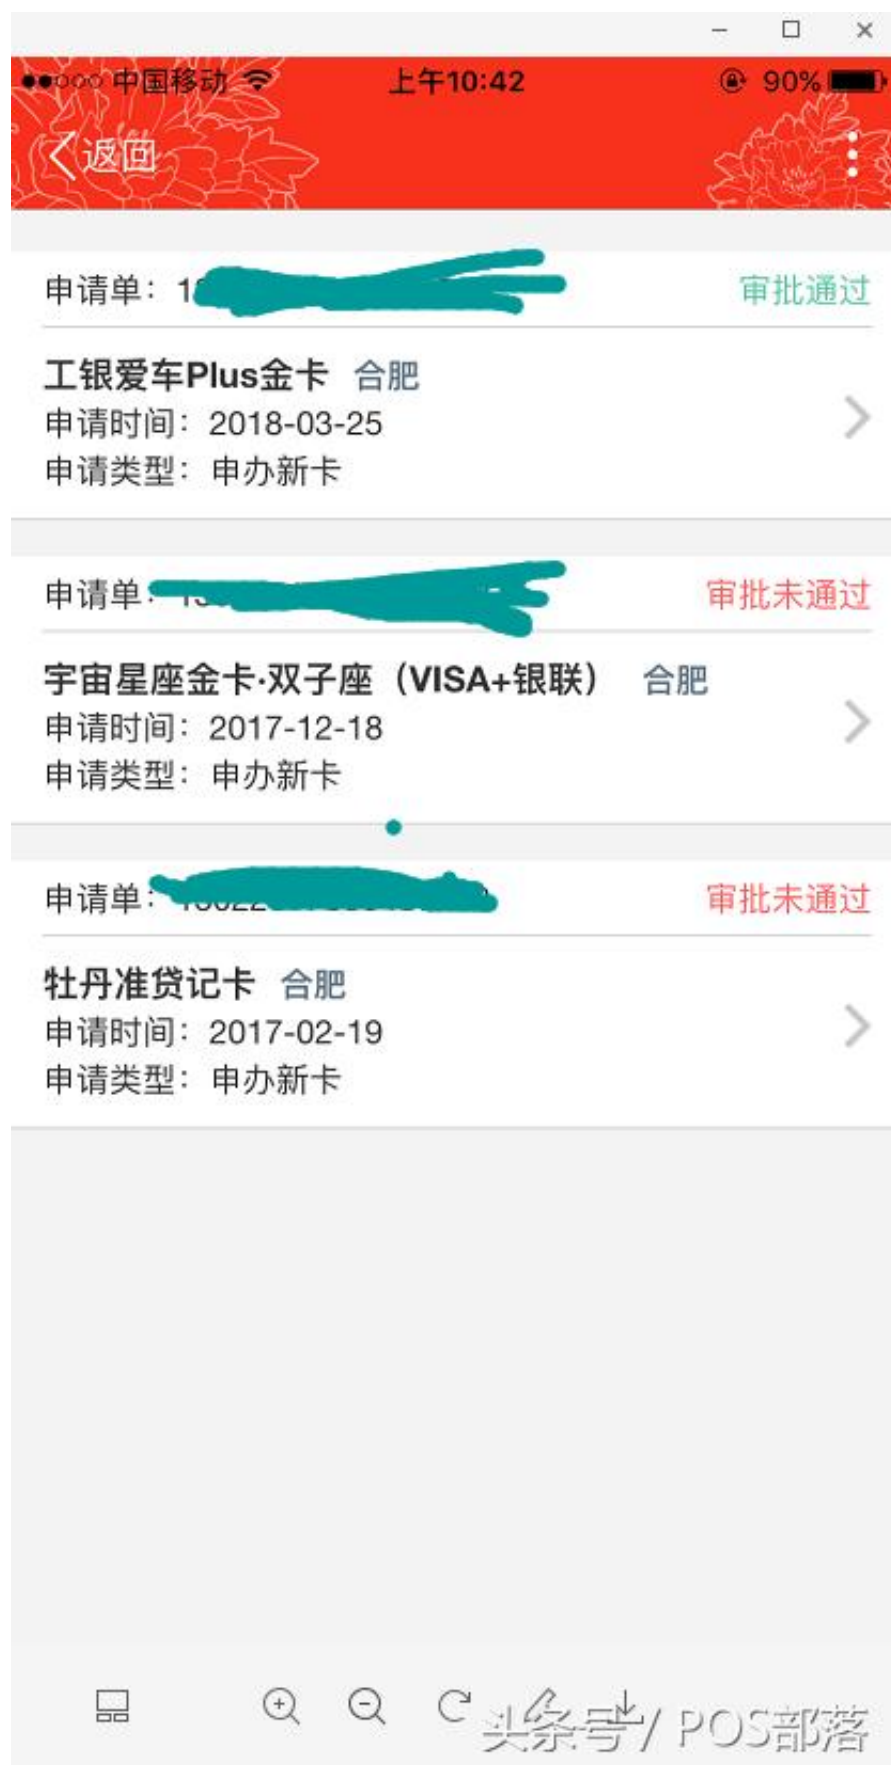 中国移动 上午10:42 90%
返回
申请单：1 审批通过
工银爱车Plus金卡 合肥
申请时间：2018-03-25
申请类型：申办新卡
申请单： 审批未通过
宇宙星座金卡·双子座（VISA+银联） 合肥
申请时间：2017-12-18
申请类型：申办新卡
申请单： 审批未通过
牡丹准贷记卡 合肥
申请时间：2017-02-19
申请类型：申办新卡
头条号 / POS部落